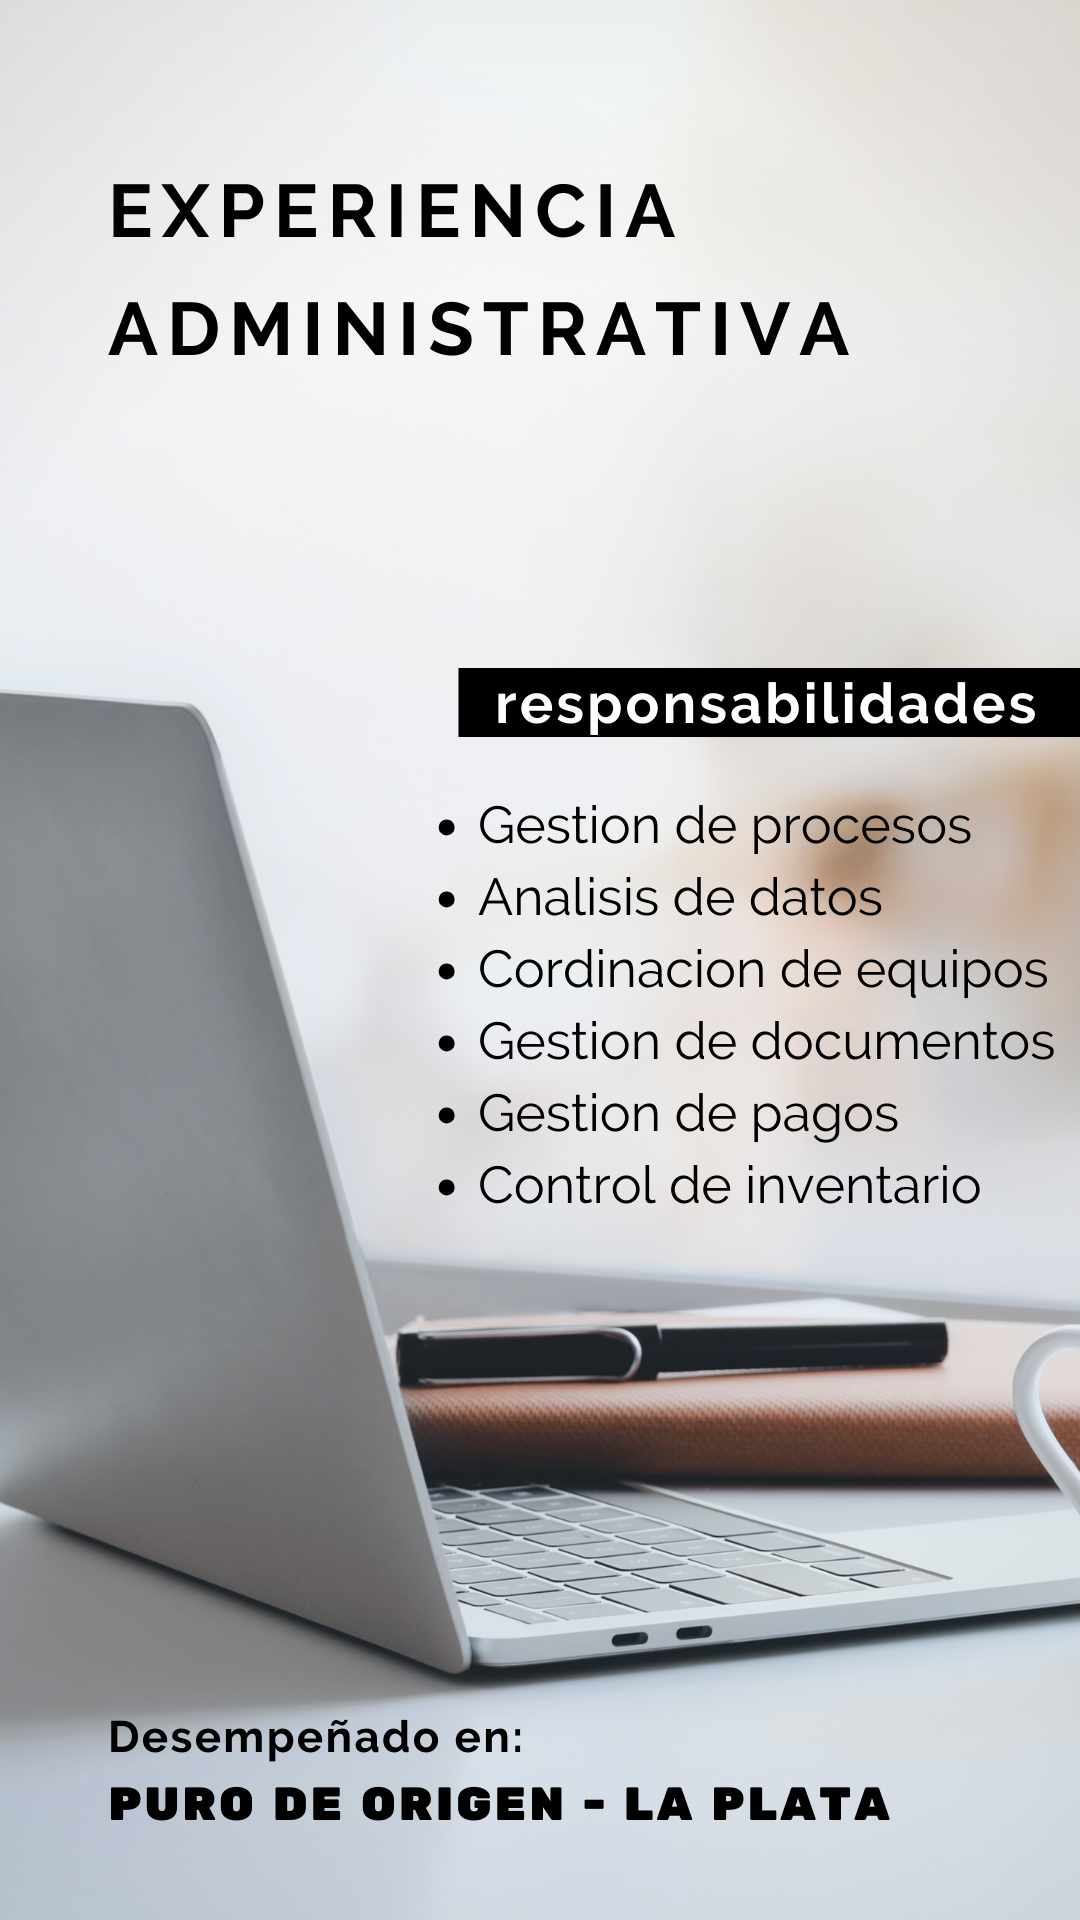 EXPERIENCIA
ADMINISTRATIVA
responsabilidades
• Gestion de procesos
• Analisis de datos
• Cordinacion de equipos
• Gestion de documentos
• Gestion de pagos
• Control de inventario
Desempeñado en:
PURO DE ORIGEN - LA PLATA